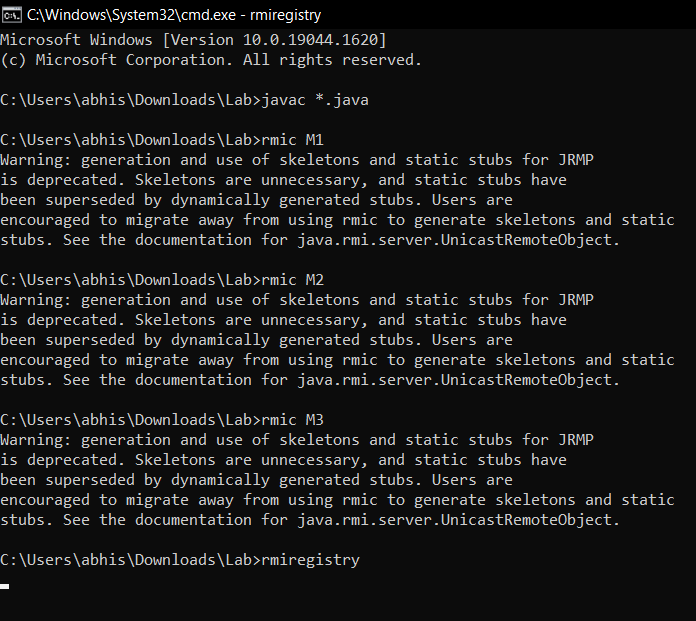 C:\Windows\System32\cmd.exe - rmiregistry
Microsoft Windows [Version 10.0.19044.1620]
(c) Microsoft Corporation. All rights reserved.
C:\Users\abhis\Downloads\Lab>javac *.java
C:\Users\abhis\Downloads\Lab>rmic M1
Warning: generation and use of skeletons and static stubs for JRMP
is deprecated. Skeletons are unnecessary, and static stubs have
been superseded by dynamically generated stubs. Users are
encouraged to migrate away from using rmic to generate skeletons and static
stubs. See the documentation for java.rmi.server.UnicastRemoteObject.
C:\Users\abhis\Downloads\Lab>rmic M2
Warning: generation and use of skeletons and static stubs for JRMP
is deprecated. Skeletons are unnecessary, and static stubs have
been superseded by dynamically generated stubs. Users are
encouraged to migrate away from using rmic to generate skeletons and static
stubs. See the documentation for java.rmi.server.UnicastRemoteObject.
C:\Users\abhis\Downloads\Lab>rmic M3
Warning: generation and use of skeletons and static stubs for JRMP
is deprecated. Skeletons are unnecessary, and static stubs have
been superseded by dynamically generated stubs. Users are
encouraged to migrate away from using rmic to generate skeletons and static
stubs. See the documentation for java.rmi.server.UnicastRemoteObject.
C:\Users\abhis\Downloads\Lab>rmiregistry